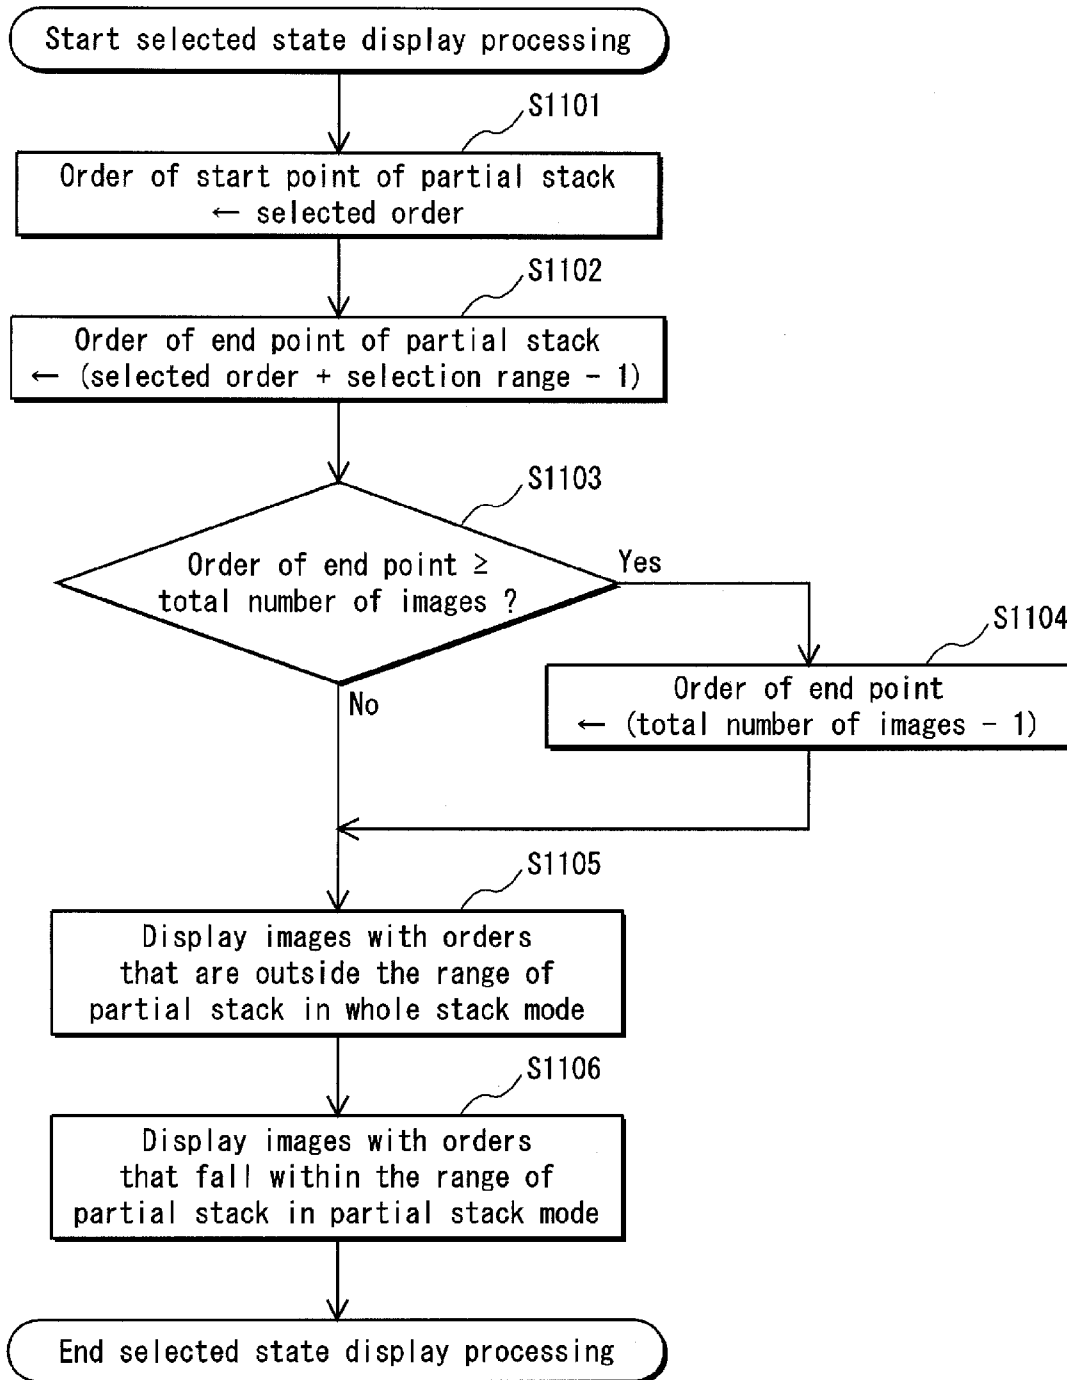 Start selected state display processing
S1101
Order of start point of partial stack
← selected order
S1102
Order of end point of partial stack
← (selected order + selection range - 1)
S1103
Order of end point ≥
total number of images ?
Yes
No
S1104
Order of end point
← (total number of images - 1)
S1105
Display images with orders
that are outside the range of
partial stack in whole stack mode
S1106
Display images with orders
that fall within the range of
partial stack in partial stack mode
End selected state display processing